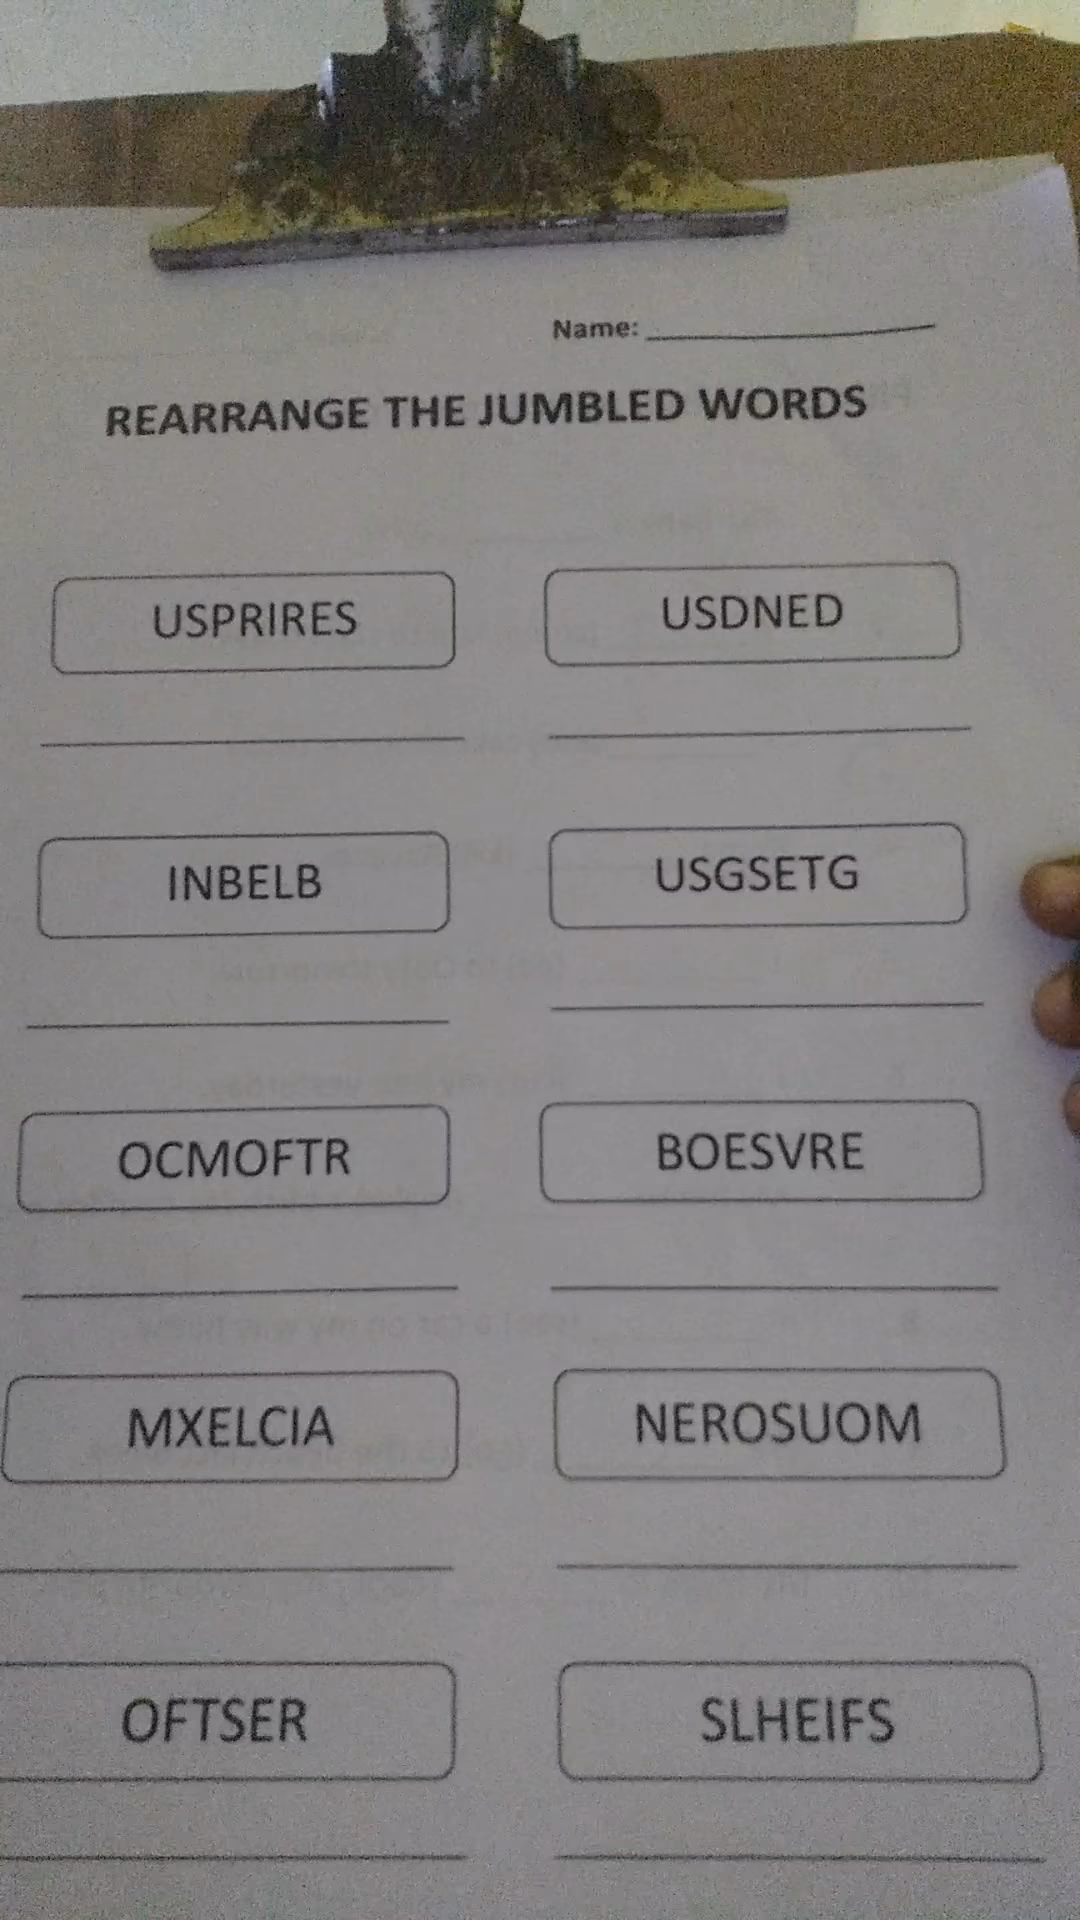 Name:
REARRANGE THE JUMBLED WORDS
USPRIRES
USDNED
INBELB
USGSETG
OCMOFTR
BOESVRE
MXELCIA
NEROSUOM
OFTSER
SLHEIFS